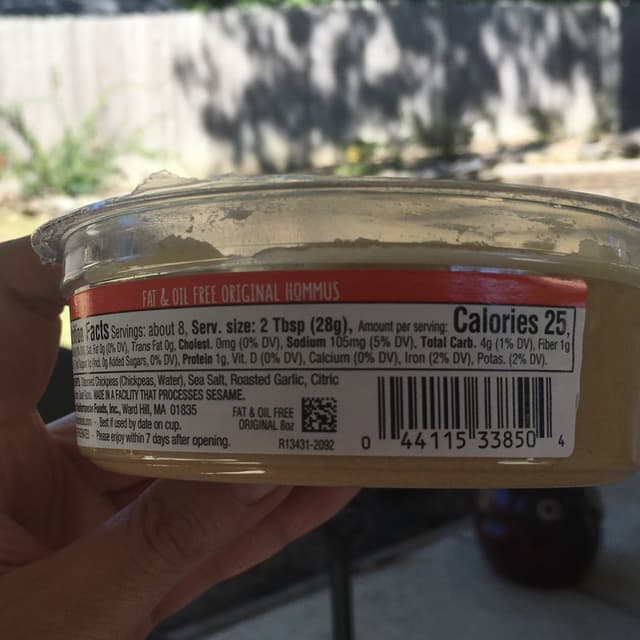 FAT & OIL FREE ORIGINAL HOMMUS
Facts Servings: about 8, Serv. size: 2 Tbsp (28g), Amount per serving: Calories 25,
Fat 0g (0% DV), Trans Fat 0g, Cholest. 0mg (0% DV), Sodium 105mg (5% DV), Total Carb. 4g (1% DV), Fiber 1g
0g Added Sugars, 0% DV), Protein 1g, Vit. D (0% DV), Calcium (0% DV), Iron (2% DV), Potas. (2% DV).
Chickpeas (Chickpeas, Water), Sea Salt, Roasted Garlic, Citric
MADE IN A FACILITY THAT PROCESSES SESAME.
Foods, Inc., Ward Hill, MA 01835
- Best if used by date on cup.
- Please enjoy within 7 days after opening.
FAT & OIL FREE
ORIGINAL 8oz
R13431-2092
0 44115 33850 4